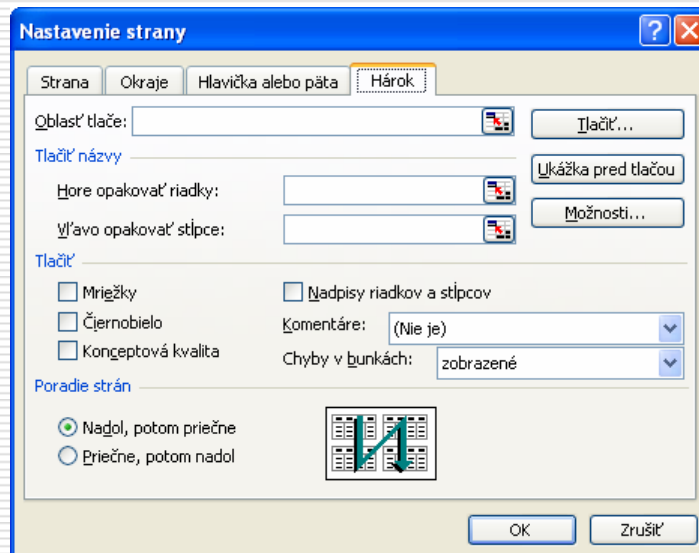 Nastavenie strany
Strana Okraje Hlavička alebo päta Hárok
Oblasť tlače:
Tlačiť...
Tlačiť názvy
Ukážka pred tlačou
Hore opakovať riadky:
Možnosti...
Vľavo opakovať stĺpce:
Tlačiť
Mriežky
Nadpisy riadkov a stĺpcov
Čiernobielo
Komentáre: (Nie je)
Konceptová kvalita
Chyby v bunkách: zobrazené
Poradie strán
Nadol, potom priečne
Priečne, potom nadol
OK Zrušiť